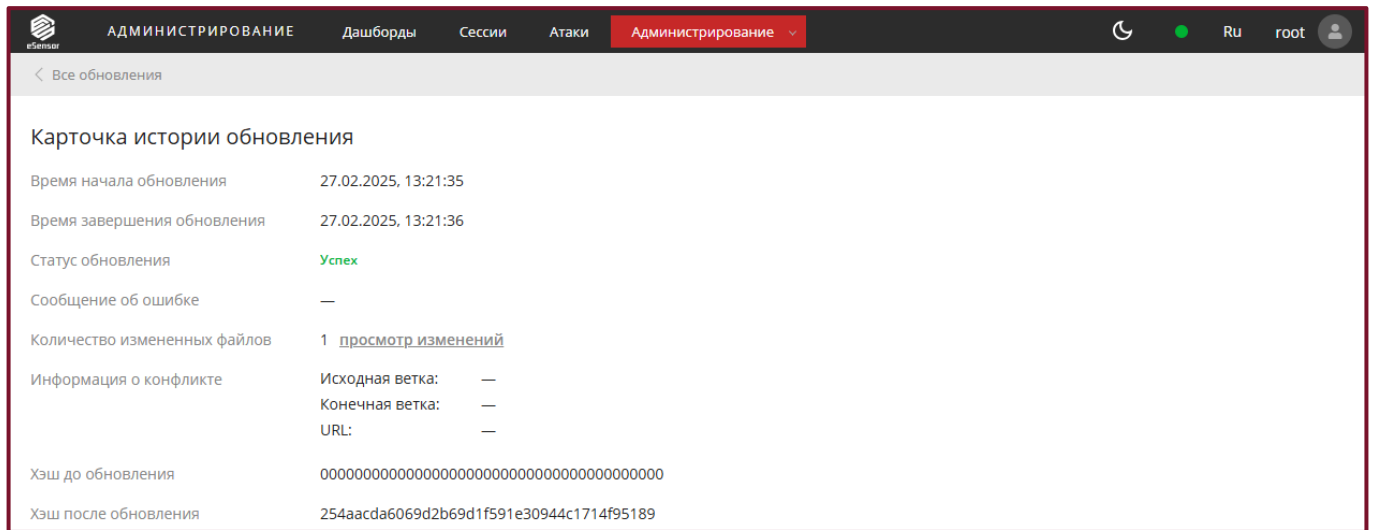 eSensor
АДМИНИСТРИРОВАНИЕ Дашборды Сессии Атаки Администрирование Ru root
Все обновления
Карточка истории обновления
Время начала обновления 27.02.2025, 13:21:35
Время завершения обновления 27.02.2025, 13:21:36
Статус обновления Успех
Сообщение об ошибке —
Количество измененных файлов 1 просмотр изменений
Информация о конфликте Исходная ветка: —
Конечная ветка: —
URL: —
Хэш до обновления 0000000000000000000000000000000000000000
Хэш после обновления 254aacda6069d2b69d1f591e30944c1714f95189